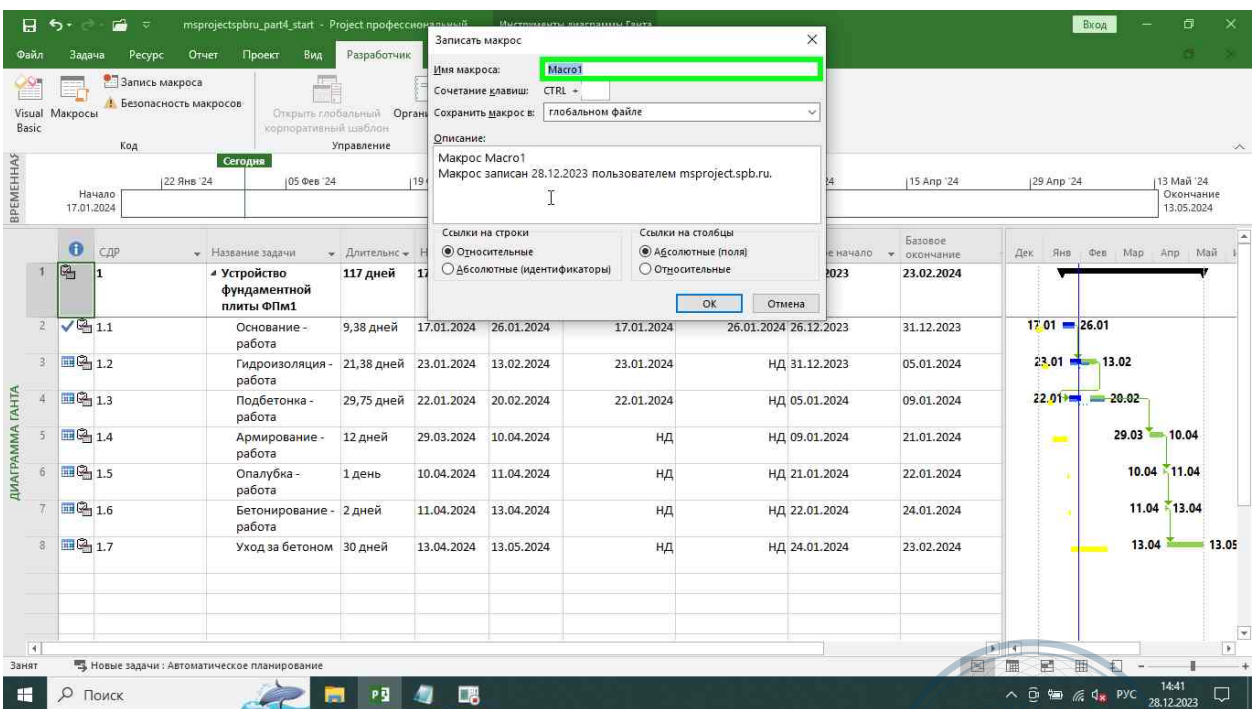 msprojectspbru_part4_start - Project профессиональный
Вход
Файл Задача Ресурс Отчет Проект Вид Разработчик
Visual Basic
Макросы
Запись макроса
Безопасность макросов
Код
Открыть глобальный
корпоративный шаблон
Управление
Записать макрос
Имя макроса: Macro1
Сочетание клавиш: CTRL +
Сохранить макрос в: глобальном файле
Описание:
Макрос Macro1
Макрос записан 28.12.2023 пользователем msproject.spb.ru.
Ссылки на строки
Относительные
Абсолютные (идентификаторы)
Ссылки на столбцы
Абсолютные (поля)
Относительные
ОК Отмена
Сегодня
22 Янв '24 05 Фев '24 15 Апр '24 29 Апр '24 13 Май '24
Начало
17.01.2024
Окончание
13.05.2024
СДР Название задачи Длительнс Базовое окончание
Дек Янв Фев Мар Апр Май
1 1 Устройство фундаментной плиты ФПм1 117 дней 23.02.2024
2 1.1 Основание - работа 9,38 дней 17.01.2024 26.01.2024 17.01.2024 26.01.2024 26.12.2023 31.12.2023
3 1.2 Гидроизоляция - работа 21,38 дней 23.01.2024 13.02.2024 23.01.2024 НД 31.12.2023 05.01.2024
4 1.3 Подбетонка - работа 29,75 дней 22.01.2024 20.02.2024 22.01.2024 НД 05.01.2024 09.01.2024
5 1.4 Армирование - работа 12 дней 29.03.2024 10.04.2024 НД НД 09.01.2024 21.01.2024
6 1.5 Опалубка - работа 1 день 10.04.2024 11.04.2024 НД НД 21.01.2024 22.01.2024
7 1.6 Бетонирование - работа 2 дней 11.04.2024 13.04.2024 НД НД 22.01.2024 24.01.2024
8 1.7 Уход за бетоном 30 дней 13.04.2024 13.05.2024 НД НД 24.01.2024 23.02.2024
17.01 26.01
23.01 13.02
22.01 20.02
29.03 10.04
10.04 11.04
11.04 13.04
13.04 13.05
ДИАГРАММА ГАНТА
Занят Новые задачи : Автоматическое планирование
Поиск
РУС
14:41
28.12.2023